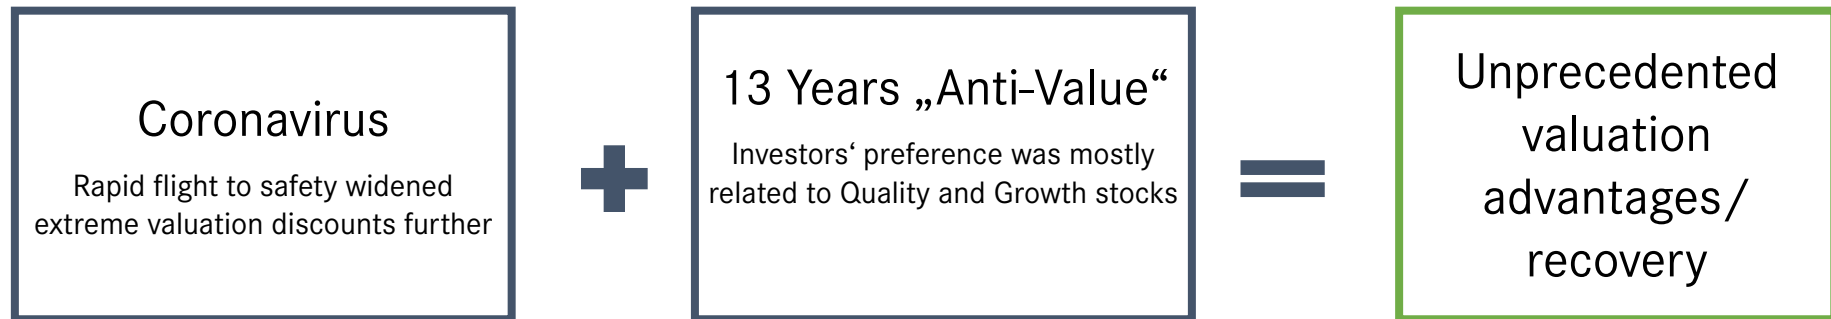 Coronavirus
Rapid flight to safety widened
extreme valuation discounts further
13 Years „Anti-Value“
Investors‘ preference was mostly
related to Quality and Growth stocks
Unprecedented
valuation
advantages/
recovery